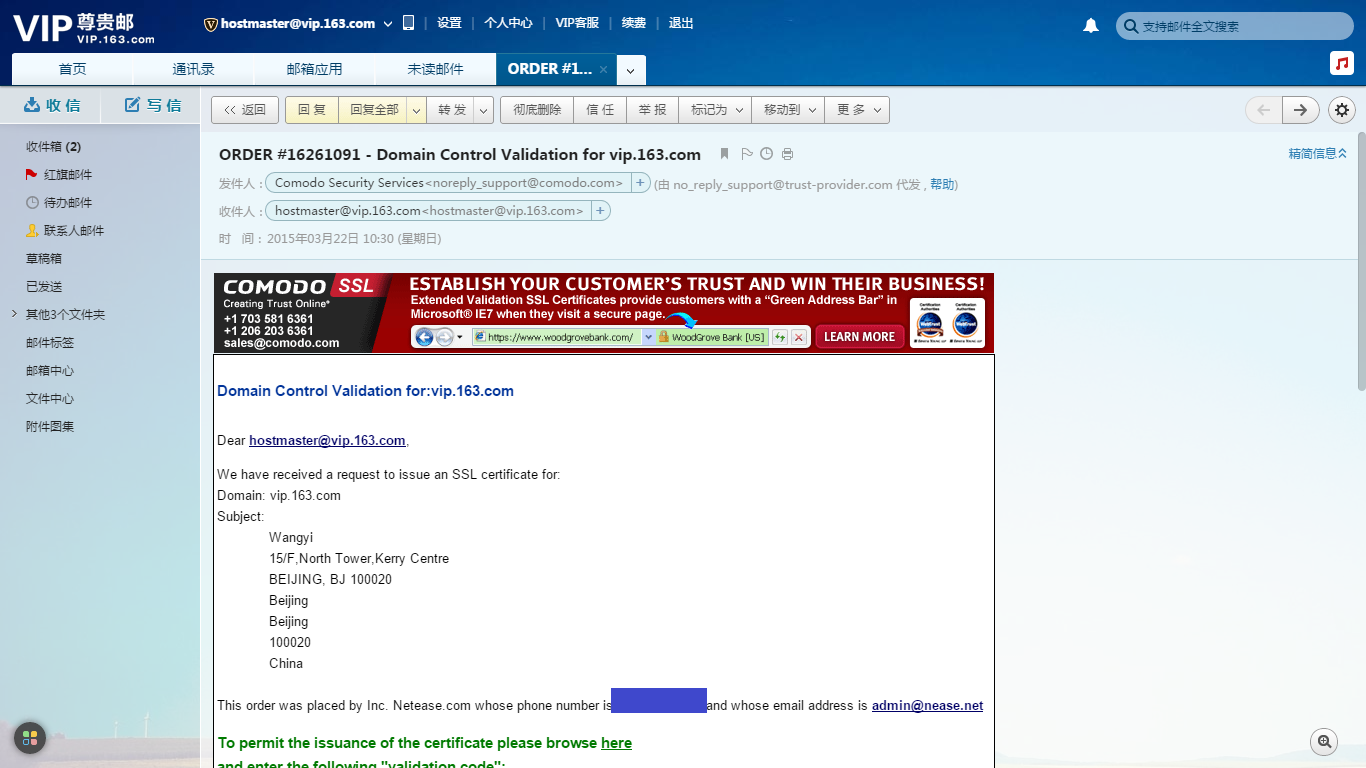 VIP 尊贵邮
VIP.163.com
hostmaster@vip.163.com
设置 | 个人中心 | VIP客服 | 续费 | 退出
支持邮件全文搜索
首页
通讯录
邮箱应用
未读邮件
ORDER #1... ×
收 信
写 信
<< 返回
回 复
回复全部
转 发
彻底删除
信 任
举 报
标记为
移动到
更 多
收件箱 (2)
红旗邮件
待办邮件
联系人邮件
草稿箱
已发送
其他3个文件夹
邮件标签
邮箱中心
文件中心
附件图集
ORDER #16261091 - Domain Control Validation for vip.163.com
精简信息
发件人 : Comodo Security Services<noreply_support@comodo.com> + (由 no_reply_support@trust-provider.com 代发 , 帮助)
收件人 : hostmaster@vip.163.com<hostmaster@vip.163.com> +
时 间 : 2015年03月22日 10:30 (星期日)
COMODO SSL
Creating Trust Online*
+1 703 581 6361
+1 206 203 6361
sales@comodo.com
ESTABLISH YOUR CUSTOMER'S TRUST AND WIN THEIR BUSINESS!
Extended Validation SSL Certificates provide customers with a “Green Address Bar” in
Microsoft® IE7 when they visit a secure page.
https://www.woodgrovebank.com/
WoodGrove Bank [US]
LEARN MORE
Domain Control Validation for:vip.163.com
Dear hostmaster@vip.163.com,
We have received a request to issue an SSL certificate for:
Domain: vip.163.com
Subject:
Wangyi
15/F,North Tower,Kerry Centre
BEIJING, BJ 100020
Beijing
Beijing
100020
China
This order was placed by Inc. Netease.com whose phone number is and whose email address is admin@nease.net
To permit the issuance of the certificate please browse here
and enter the following "validation code":